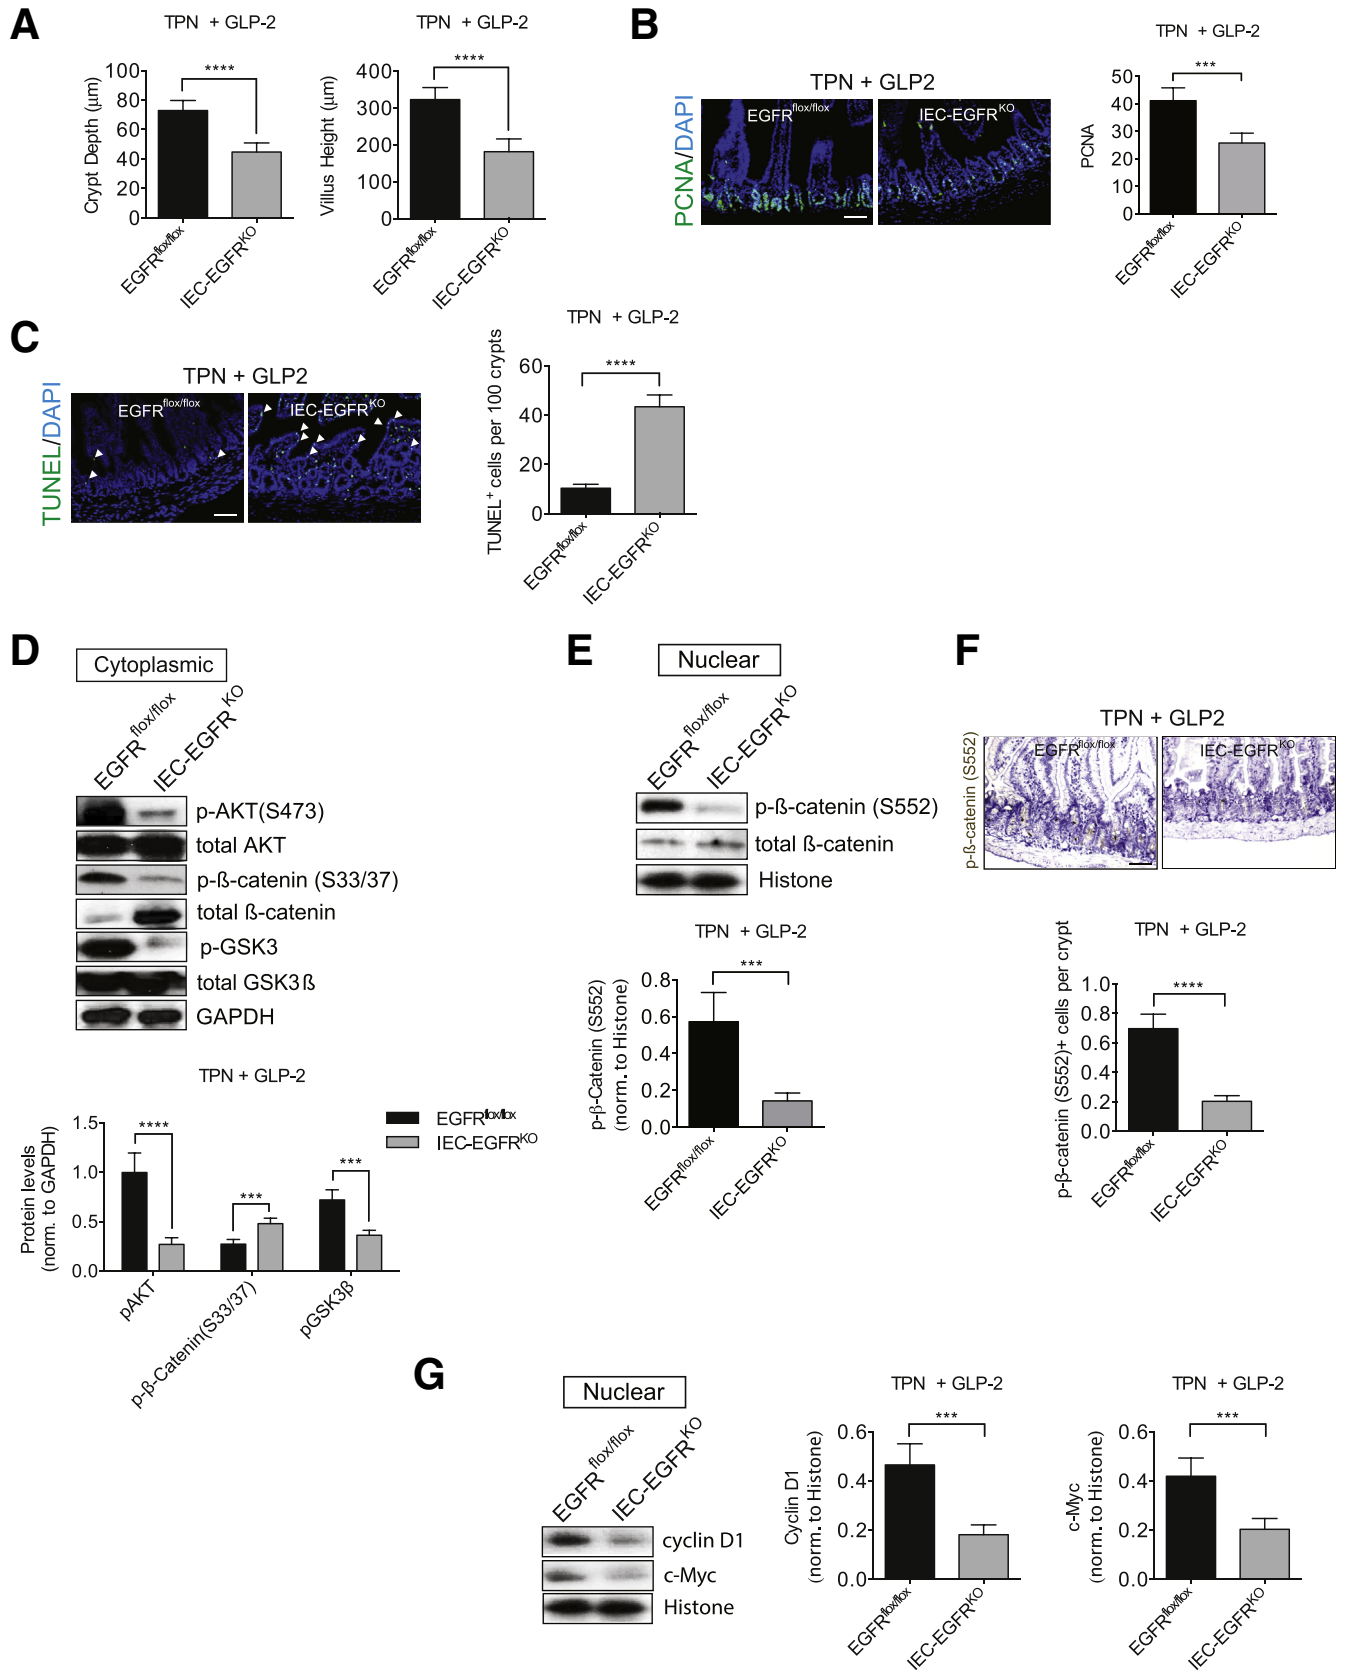 A
TPN + GLP-2
Crypt Depth (µm)
100
80
60
40
20
0
****
EGFRflox/flox
IEC-EGFRKO
TPN + GLP-2
Villus Height (µm)
400
300
200
100
0
****
EGFRflox/flox
IEC-EGFRKO
B
TPN + GLP2
PCNA/DAPI
EGFRflox/flox
IEC-EGFRKO
TPN + GLP-2
PCNA
50
40
30
20
10
0
***
EGFRflox/flox
IEC-EGFRKO
C
TPN + GLP2
TUNEL/DAPI
EGFRflox/flox
IEC-EGFRKO
TPN + GLP-2
TUNEL+ cells per 100 crypts
60
40
20
0
****
EGFRflox/flox
IEC-EGFRKO
D
Cytoplasmic
EGFRflox/flox
IEC-EGFRKO
p-AKT(S473)
total AKT
p-ß-catenin (S33/37)
total ß-catenin
p-GSK3
total GSK3ß
GAPDH
TPN + GLP-2
EGFRflox/flox
IEC-EGFRKO
Protein levels
(norm. to GAPDH)
1.5
1.0
0.5
0.0
****
***
***
pAKT
p-β-Catenin(S33/37)
pGSK3β
E
Nuclear
EGFRflox/flox
IEC-EGFRKO
p-ß-catenin (S552)
total ß-catenin
Histone
TPN + GLP-2
p-β-Catenin (S552)
(norm. to Histone)
0.8
0.6
0.4
0.2
0.0
***
EGFRflox/flox
IEC-EGFRKO
F
TPN + GLP2
p-ß-catenin (S552)
EGFRflox/flox
IEC-EGFRKO
TPN + GLP-2
p-β-catenin (S552)+ cells per crypt
1.0
0.8
0.6
0.4
0.2
0.0
****
EGFRflox/flox
IEC-EGFRKO
G
Nuclear
EGFRflox/flox
IEC-EGFRKO
cyclin D1
c-Myc
Histone
TPN + GLP-2
Cyclin D1
(norm. to Histone)
0.6
0.4
0.2
0.0
***
EGFRflox/flox
IEC-EGFRKO
TPN + GLP-2
c-Myc
(norm. to Histone)
0.6
0.4
0.2
0.0
***
EGFRflox/flox
IEC-EGFRKO